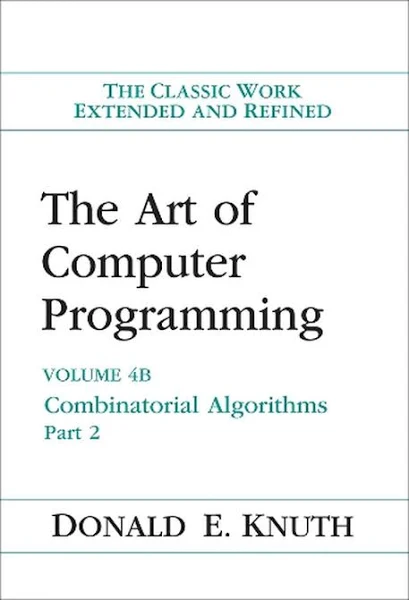 The Classic Work
Extended and Refined
The Art of
Computer
Programming
VOLUME 4B
Combinatorial Algorithms
Part 2
DONALD E. KNUTH